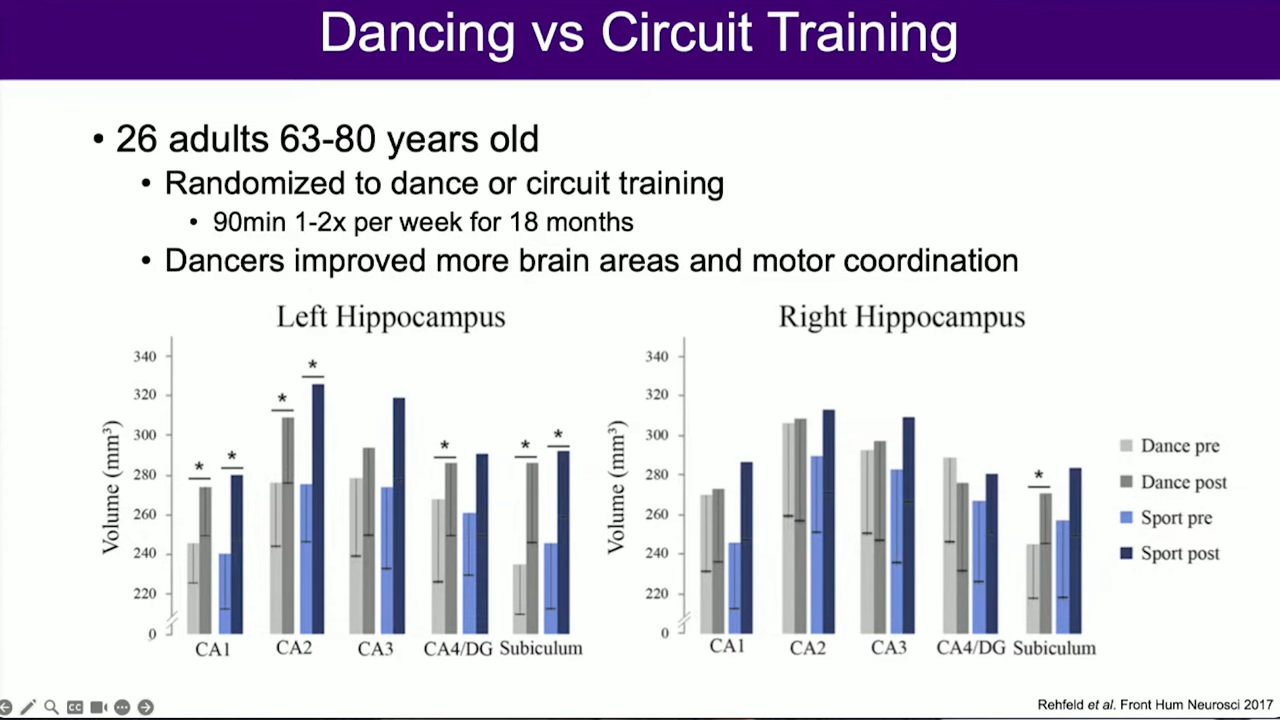 Dancing vs Circuit Training
• 26 adults 63-80 years old
• Randomized to dance or circuit training
• 90min 1-2x per week for 18 months
• Dancers improved more brain areas and motor coordination
Left Hippocampus
Volume (mm³)
340
320
300
280
260
240
220
0
* * * * * * *
CA1 CA2 CA3 CA4/DG Subiculum
Right Hippocampus
Volume (mm³)
340
320
300
280
260
240
220
0
*
CA1 CA2 CA3 CA4/DG Subiculum
Dance pre
Dance post
Sport pre
Sport post
CC
Rehfeld et al. Front Hum Neurosci 2017